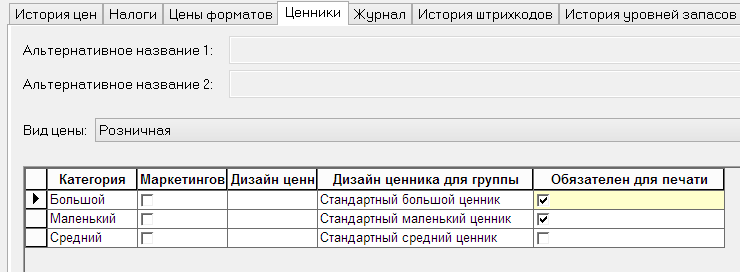 История цен Налоги Цены форматов Ценники Журнал История штрихкодов История уровней запасов
Альтернативное название 1:
Альтернативное название 2:
Вид цены: Розничная
Категория Маркетингов Дизайн ценн Дизайн ценника для группы Обязателен для печати
Большой Стандартный большой ценник
Маленький Стандартный маленький ценник
Средний Стандартный средний ценник